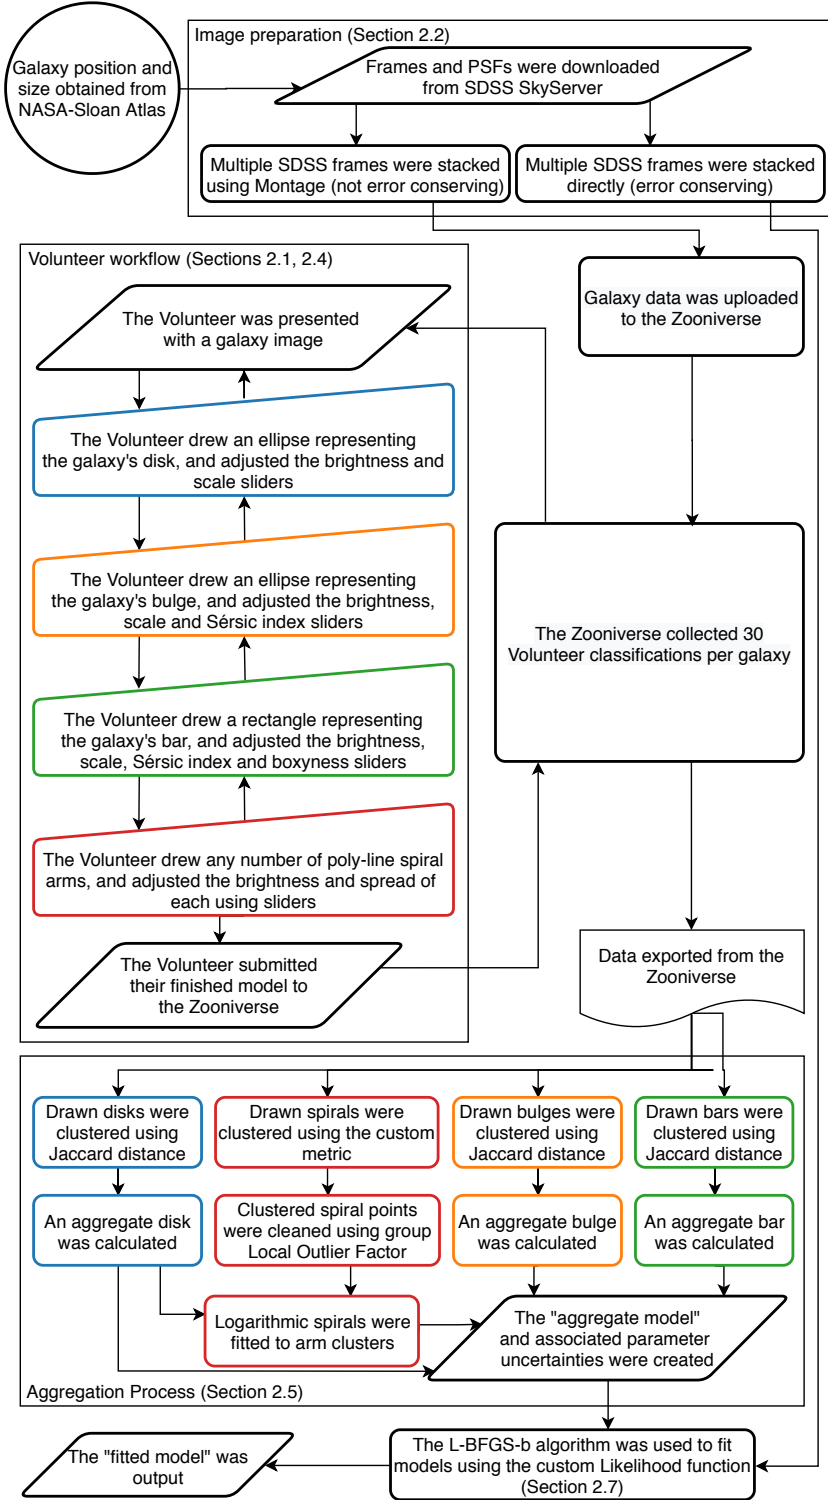 Galaxy position and
size obtained from
NASA-Sloan Atlas
Image preparation (Section 2.2)
Frames and PSFs were downloaded
from SDSS SkyServer
Multiple SDSS frames were stacked
using Montage (not error conserving)
Multiple SDSS frames were stacked
directly (error conserving)
Galaxy data was uploaded
to the Zooniverse
Volunteer workflow (Sections 2.1, 2.4)
The Volunteer was presented
with a galaxy image
The Volunteer drew an ellipse representing
the galaxy's disk, and adjusted the brightness and
scale sliders
The Volunteer drew an ellipse representing
the galaxy's bulge, and adjusted the brightness,
scale and Sérsic index sliders
The Volunteer drew a rectangle representing
the galaxy's bar, and adjusted the brightness,
scale, Sérsic index and boxyness sliders
The Volunteer drew any number of poly-line spiral
arms, and adjusted the brightness and spread of
each using sliders
The Volunteer submitted
their finished model to
the Zooniverse
The Zooniverse collected 30
Volunteer classifications per galaxy
Data exported from the
Zooniverse
Drawn disks were
clustered using
Jaccard distance
Drawn spirals were
clustered using the custom
metric
Drawn bulges were
clustered using
Jaccard distance
Drawn bars were
clustered using
Jaccard distance
An aggregate disk
was calculated
Clustered spiral points
were cleaned using group
Local Outlier Factor
An aggregate bulge
was calculated
An aggregate bar
was calculated
Logarithmic spirals were
fitted to arm clusters
The "aggregate model"
and associated parameter
uncertainties were created
Aggregation Process (Section 2.5)
The L-BFGS-b algorithm was used to fit
models using the custom Likelihood function
(Section 2.7)
The "fitted model" was
output